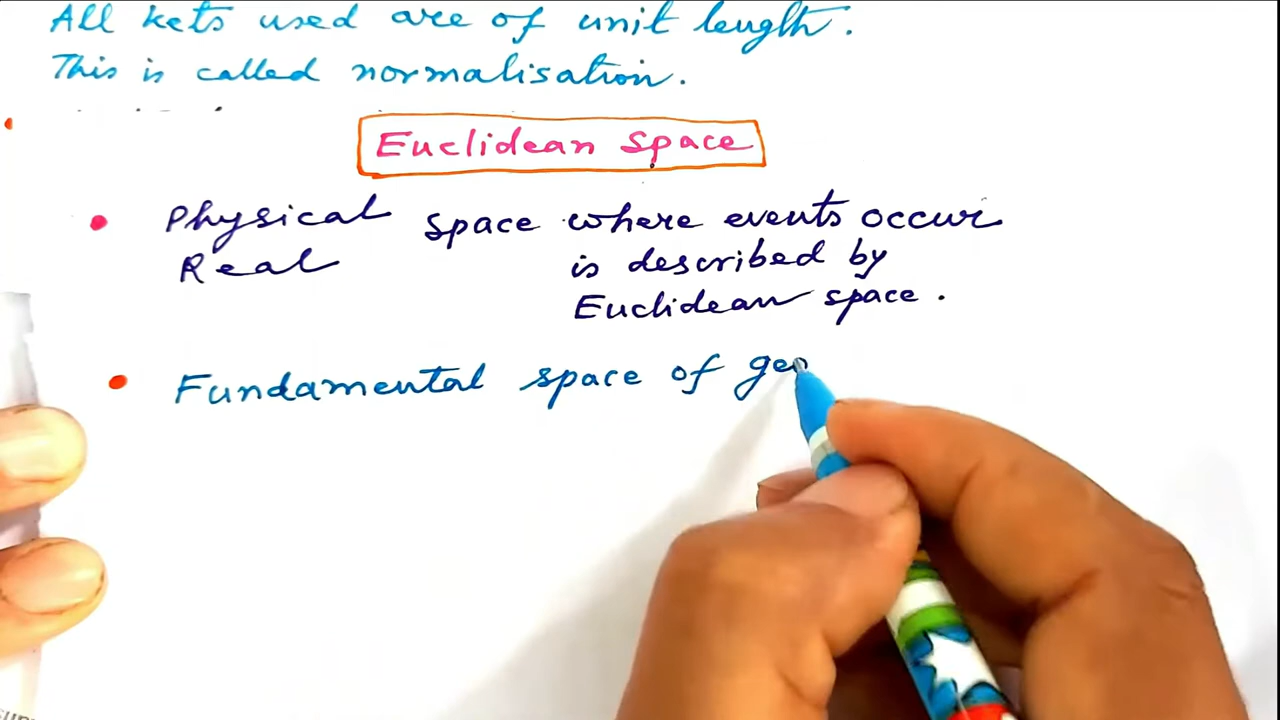 All kets used are of unit length.
This is called normalisation.
Euclidean Space
• Physical space where events occur
Real is described by
Euclidean space.
• Fundamental space of geo